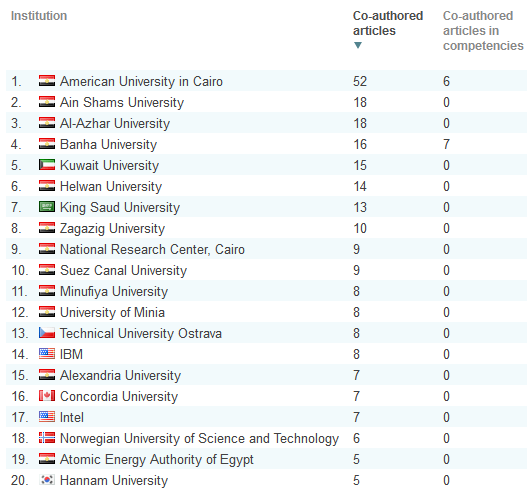 Institution Co-authored articles ▼ Co-authored articles in competencies
1. American University in Cairo 52 6
2. Ain Shams University 18 0
3. Al-Azhar University 18 0
4. Banha University 16 7
5. Kuwait University 15 0
6. Helwan University 14 0
7. King Saud University 13 0
8. Zagazig University 10 0
9. National Research Center, Cairo 9 0
10. Suez Canal University 9 0
11. Minufiya University 8 0
12. University of Minia 8 0
13. Technical University Ostrava 8 0
14. IBM 8 0
15. Alexandria University 7 0
16. Concordia University 7 0
17. Intel 7 0
18. Norwegian University of Science and Technology 6 0
19. Atomic Energy Authority of Egypt 5 0
20. Hannam University 5 0